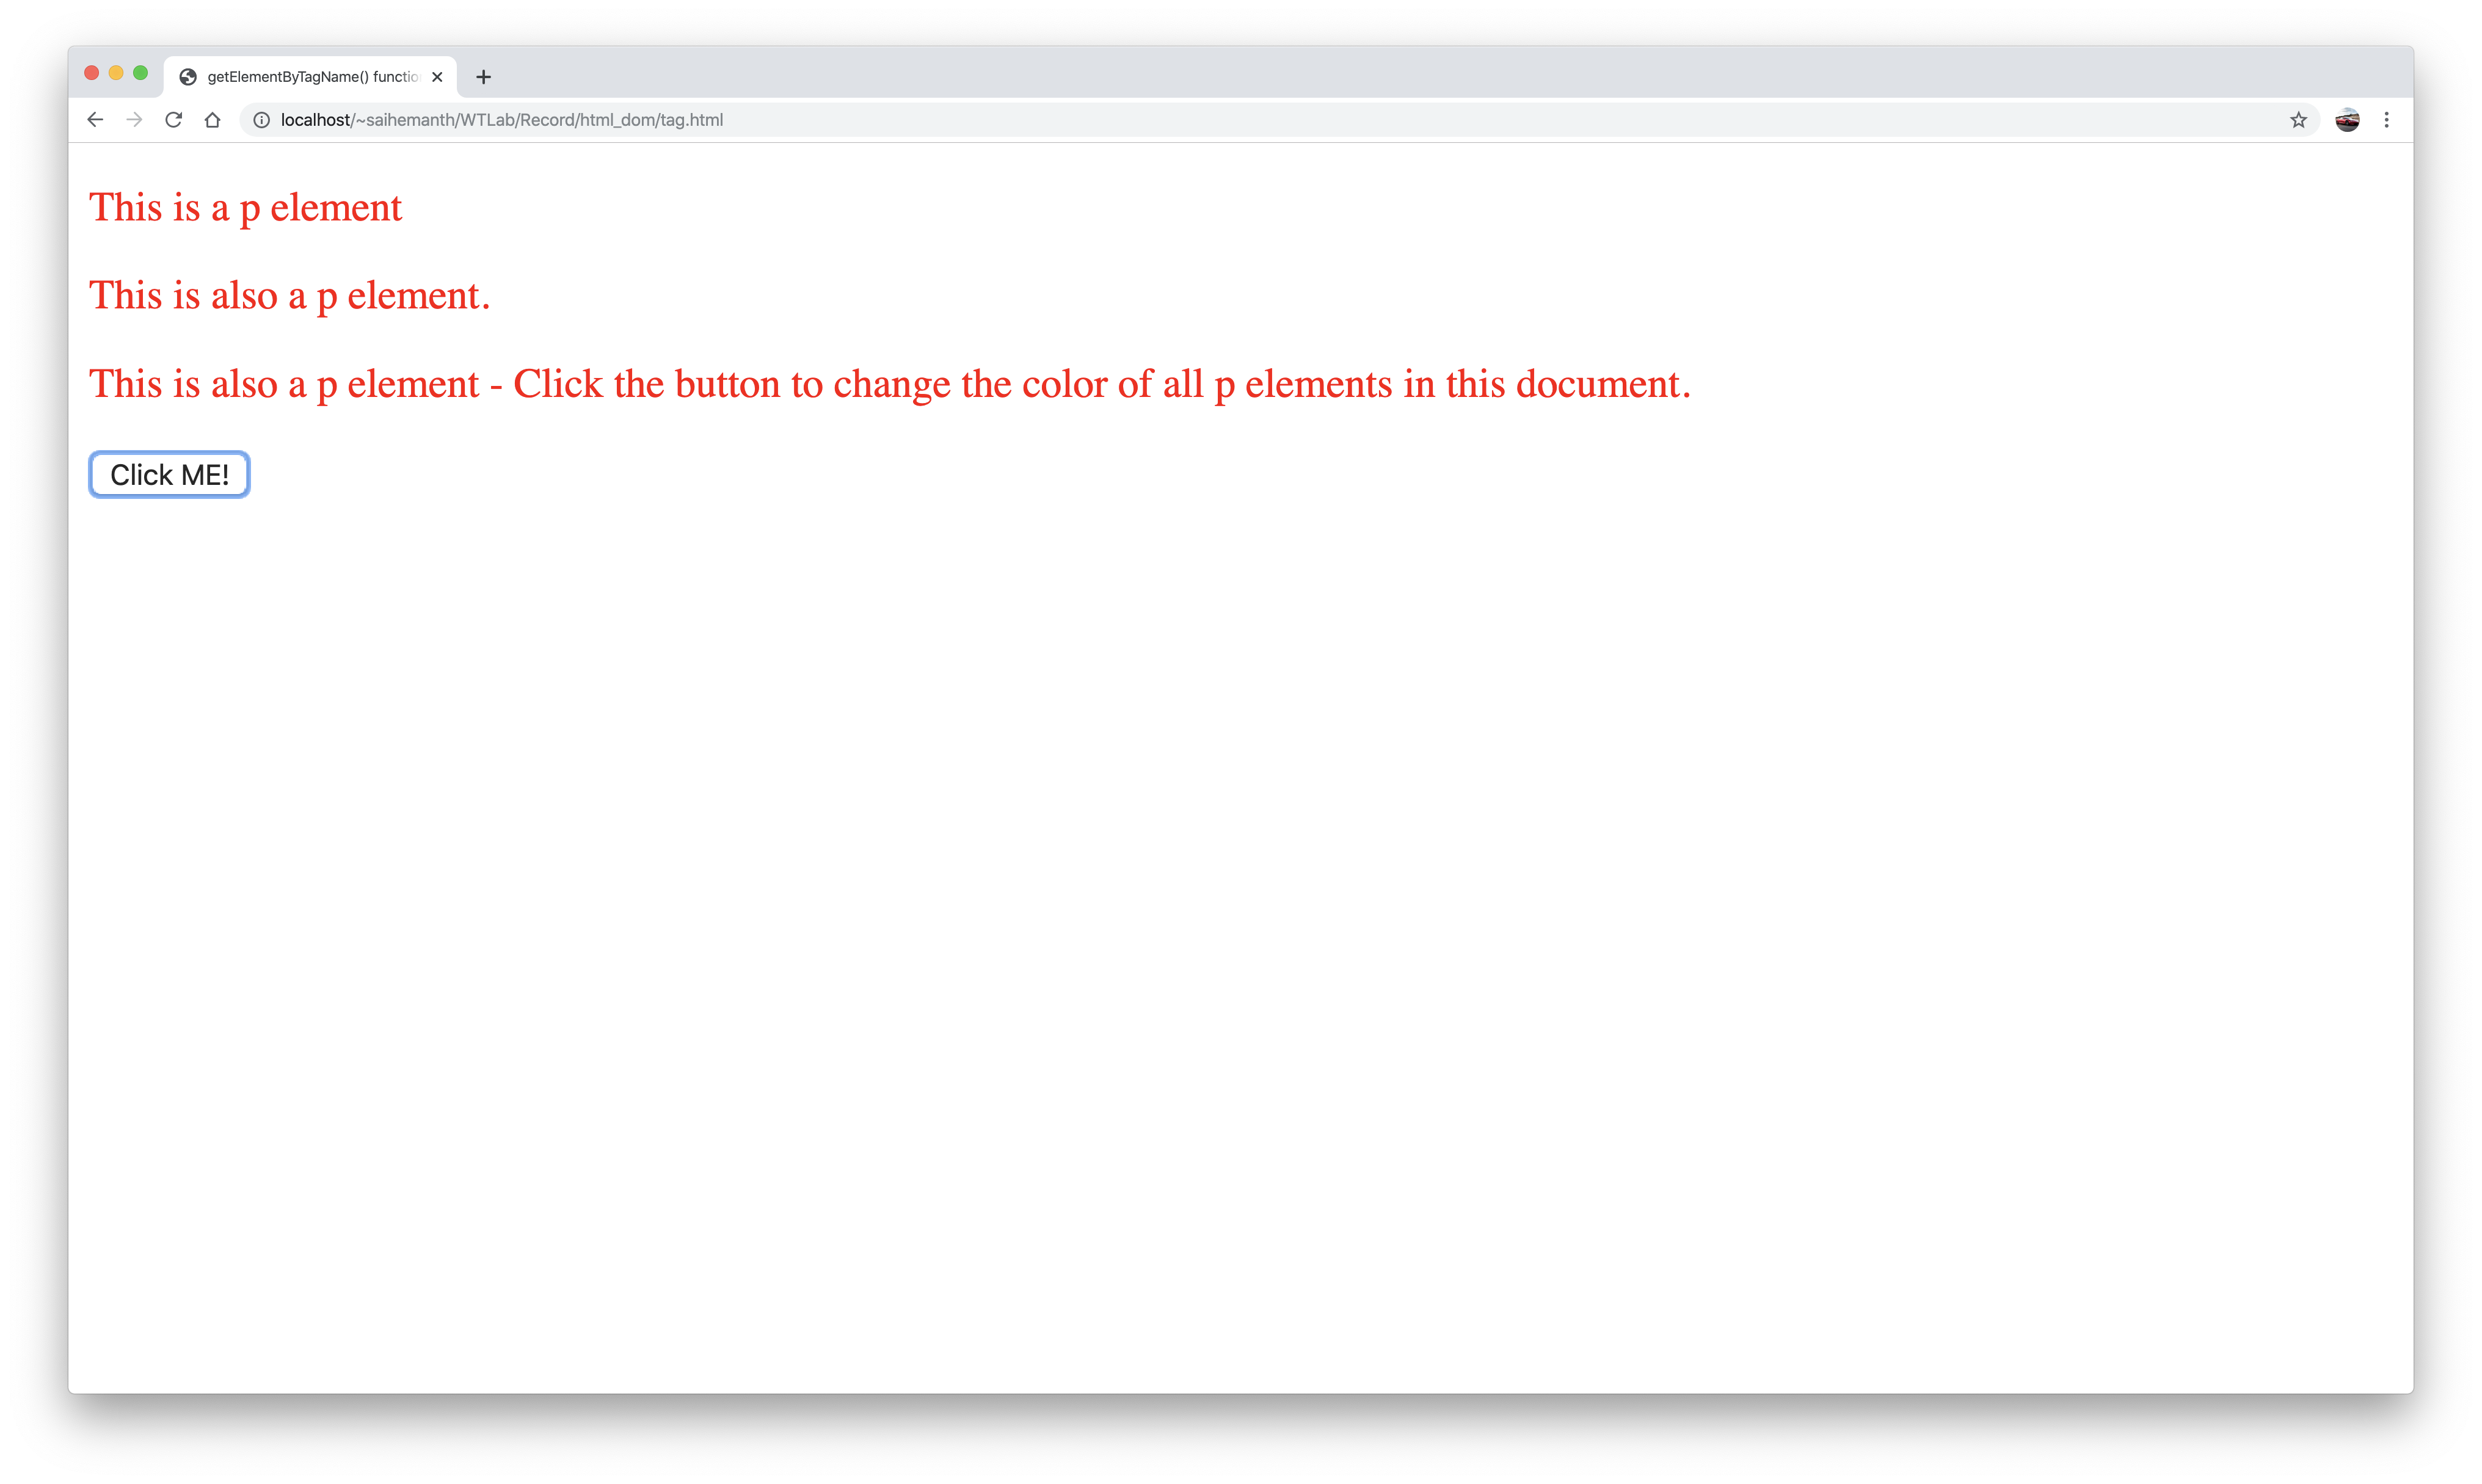 getElementByTagName() functio
localhost/~saihemanth/WTLab/Record/html_dom/tag.html
This is a p element
This is also a p element.
This is also a p element - Click the button to change the color of all p elements in this document.
Click ME!